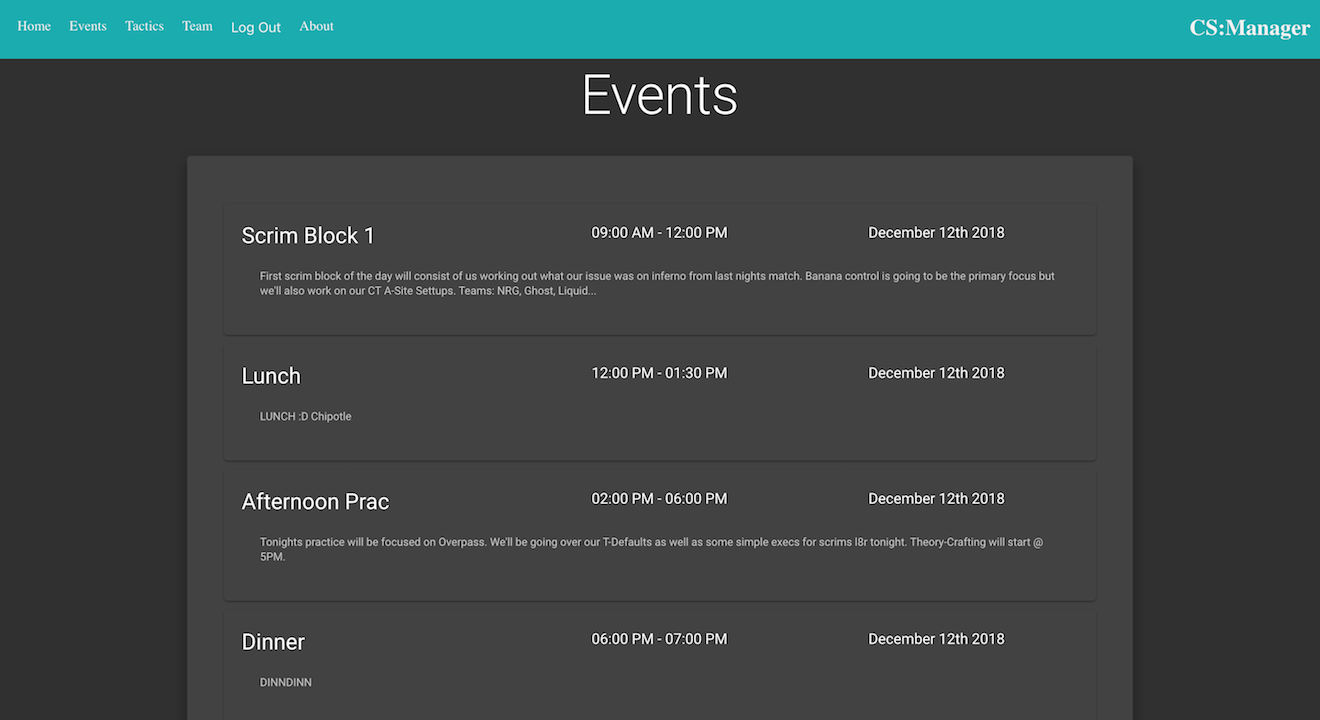 Home Events Tactics Team Log Out About CS:Manager
Events
Scrim Block 1 09:00 AM - 12:00 PM December 12th 2018
First scrim block of the day will consist of us working out what our issue was on inferno from last nights match. Banana control is going to be the primary focus but
we'll also work on our CT A-Site Settups. Teams: NRG, Ghost, Liquid...
Lunch 12:00 PM - 01:30 PM December 12th 2018
LUNCH :D Chipotle
Afternoon Prac 02:00 PM - 06:00 PM December 12th 2018
Tonights practice will be focused on Overpass. We'll be going over our T-Defaults as well as some simple execs for scrims l8r tonight. Theory-Crafting will start @
5PM.
Dinner 06:00 PM - 07:00 PM December 12th 2018
DINNDINN